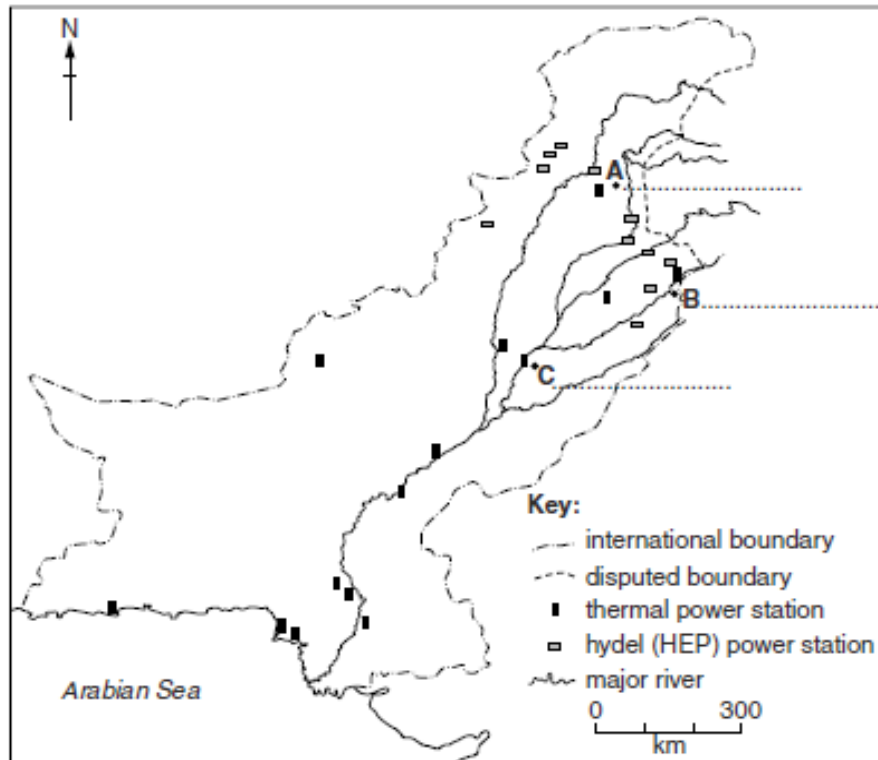 N
A
B
C
Key:
international boundary
disputed boundary
thermal power station
hydel (HEP) power station
major river
Arabian Sea
0 300
km